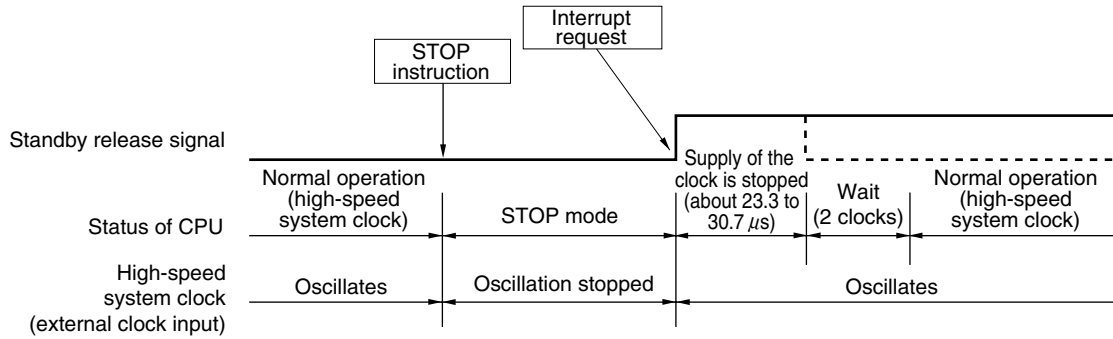 Interrupt
request
STOP
instruction
Standby release signal
Supply of the
clock is stopped
(about 23.3 to
30.7 μs)
Normal operation
(high-speed
system clock)
STOP mode
Wait
(2 clocks)
Normal operation
(high-speed
system clock)
Status of CPU
High-speed
system clock
(external clock input)
Oscillates
Oscillation stopped
Oscillates